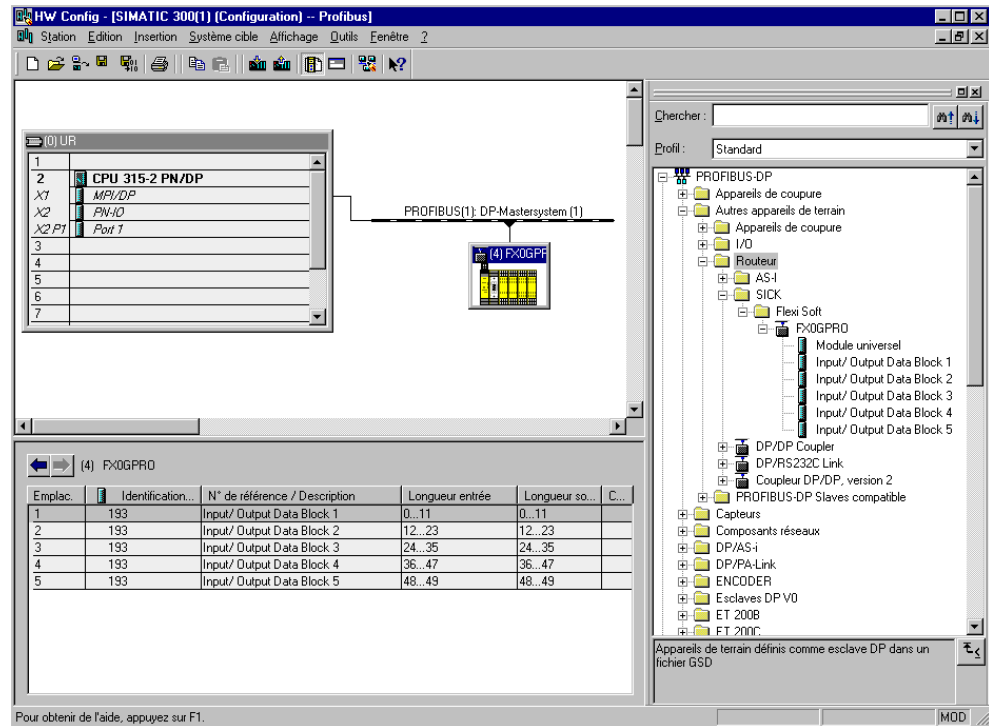 HW Config - [SIMATIC 300(1) (Configuration) -- Profibus]
Station Edition Insertion Système cible Affichage Outils Fenêtre ?
(0) UR
1
2 CPU 315-2 PN/DP
X1 MPI/DP
X2 PN-IO
X2 P1 Port 1
3
4
5
6
7
PROFIBUS(1): DP-Mastersystem (1)
(4) FX0GPR
Chercher :
Profil : Standard
PROFIBUS-DP
Appareils de coupure
Autres appareils de terrain
Appareils de coupure
I/O
Routeur
AS-I
SICK
Flexi Soft
FX0GPRO
Module universel
Input/ Output Data Block 1
Input/ Output Data Block 2
Input/ Output Data Block 3
Input/ Output Data Block 4
Input/ Output Data Block 5
DP/DP Coupler
DP/RS232C Link
Coupleur DP/DP, version 2
PROFIBUS-DP Slaves compatible
Capteurs
Composants réseaux
DP/AS-i
DP/PA-Link
ENCODER
Esclaves DP V0
ET 200B
ET 200C
Appareils de terrain définis comme esclave DP dans un
fichier GSD
(4) FX0GPRO
Emplac. Identification... N° de référence / Description Longueur entrée Longueur so... C...
1 193 Input/ Output Data Block 1 0...11 0...11
2 193 Input/ Output Data Block 2 12...23 12...23
3 193 Input/ Output Data Block 3 24...35 24...35
4 193 Input/ Output Data Block 4 36...47 36...47
5 193 Input/ Output Data Block 5 48...49 48...49
Pour obtenir de l'aide, appuyez sur F1.
MOD